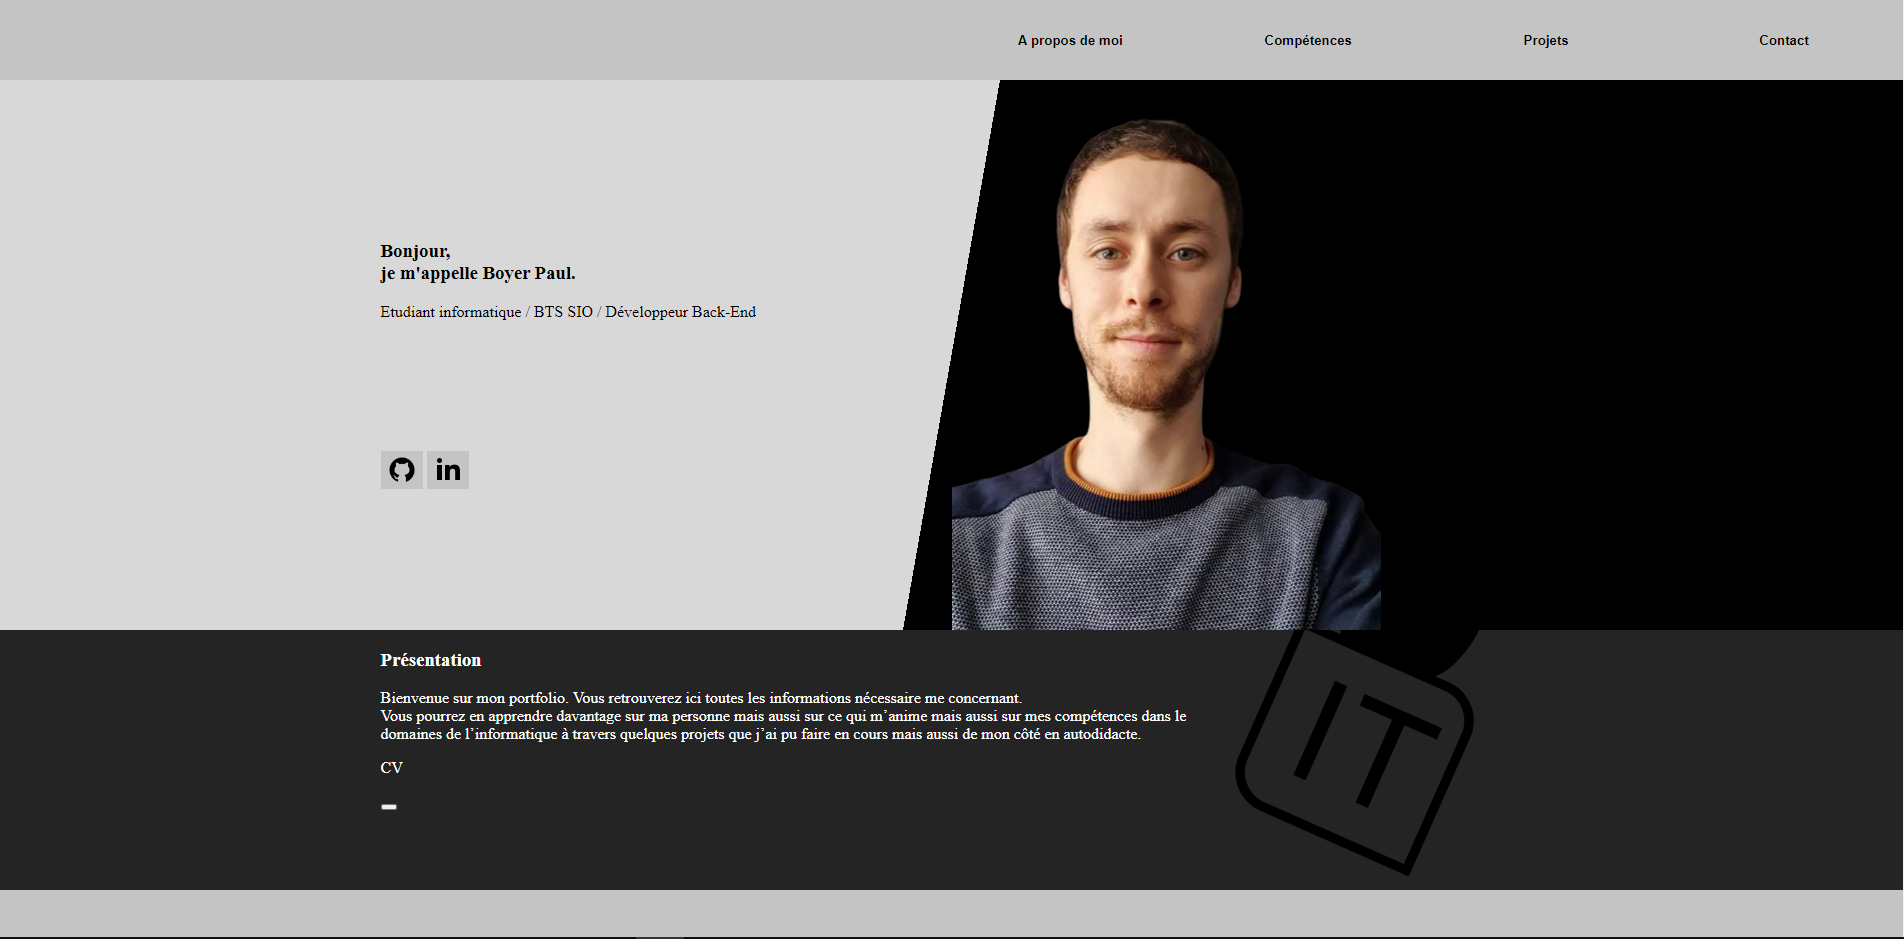 A propos de moi
Compétences
Projets
Contact
Bonjour,
je m'appelle Boyer Paul.
Etudiant informatique / BTS SIO / Développeur Back-End
in
Présentation
Bienvenue sur mon portfolio. Vous retrouverez ici toutes les informations nécessaire me concernant.
Vous pourrez en apprendre davantage sur ma personne mais aussi sur ce qui m’anime mais aussi sur mes compétences dans le
domaines de l’informatique à travers quelques projets que j’ai pu faire en cours mais aussi de mon côté en autodidacte.
CV
IT